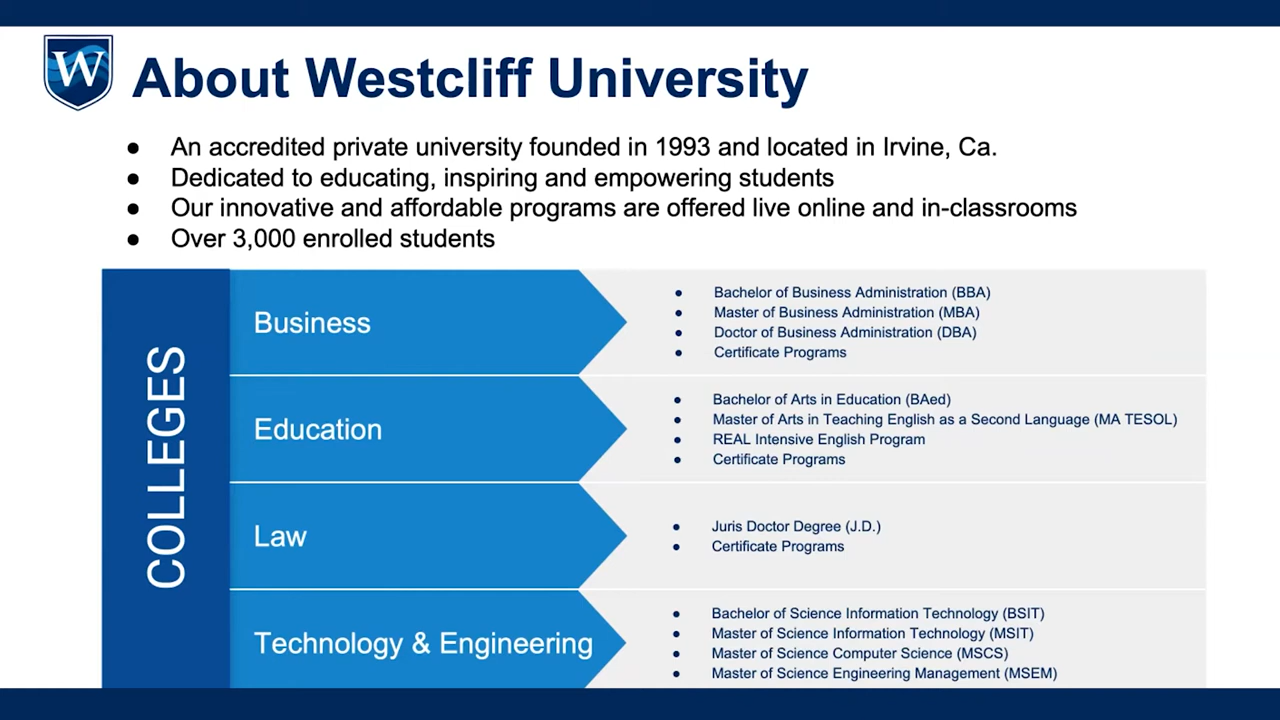 W
About Westcliff University
● An accredited private university founded in 1993 and located in Irvine, Ca.
● Dedicated to educating, inspiring and empowering students
● Our innovative and affordable programs are offered live online and in-classrooms
● Over 3,000 enrolled students
COLLEGES
Business
● Bachelor of Business Administration (BBA)
● Master of Business Administration (MBA)
● Doctor of Business Administration (DBA)
● Certificate Programs
Education
● Bachelor of Arts in Education (BAed)
● Master of Arts in Teaching English as a Second Language (MA TESOL)
● REAL Intensive English Program
● Certificate Programs
Law
● Juris Doctor Degree (J.D.)
● Certificate Programs
Technology & Engineering
● Bachelor of Science Information Technology (BSIT)
● Master of Science Information Technology (MSIT)
● Master of Science Computer Science (MSCS)
● Master of Science Engineering Management (MSEM)